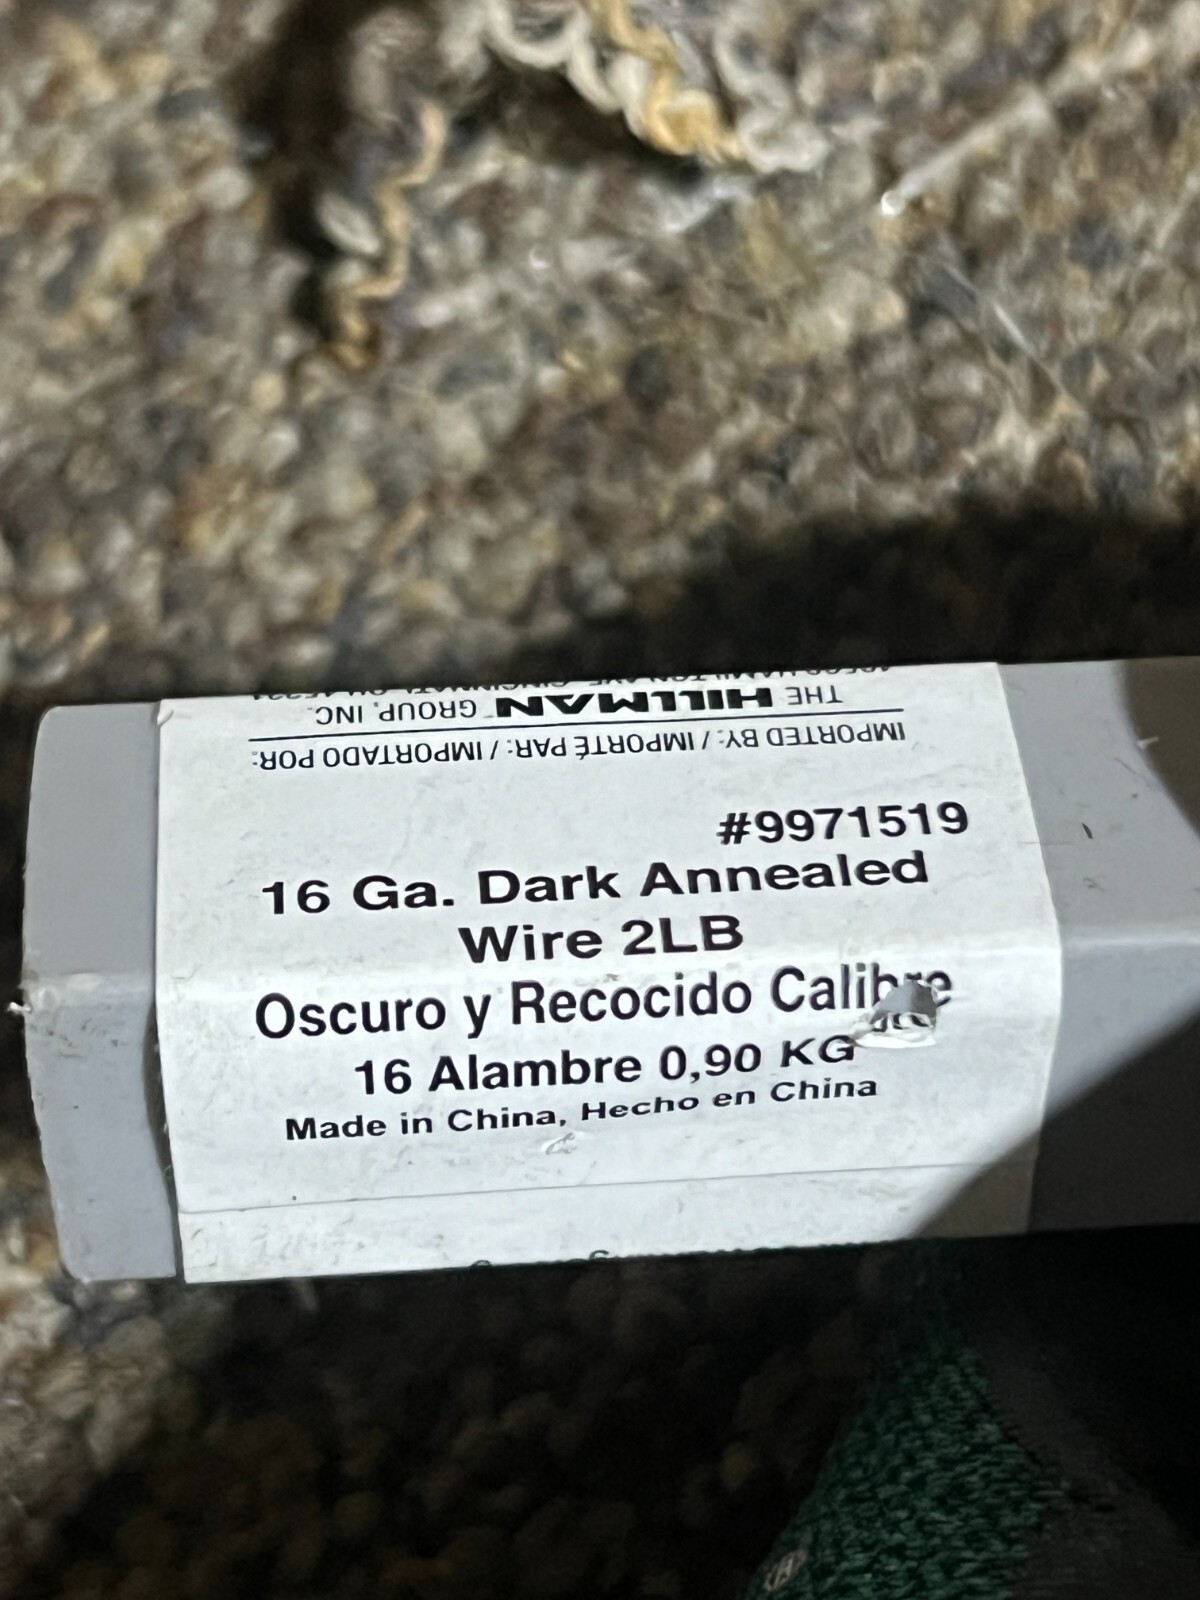 #9971519
16 Ga. Dark Annealed
Wire 2LB
Oscuro y Recocido Calibre
16 Alambre 0,90 KG
Made in China, Hecho en China
IMPORTED BY: / IMPORTÉ PAR: / IMPORTADO POR:
THE HILLMAN GROUP, INC.